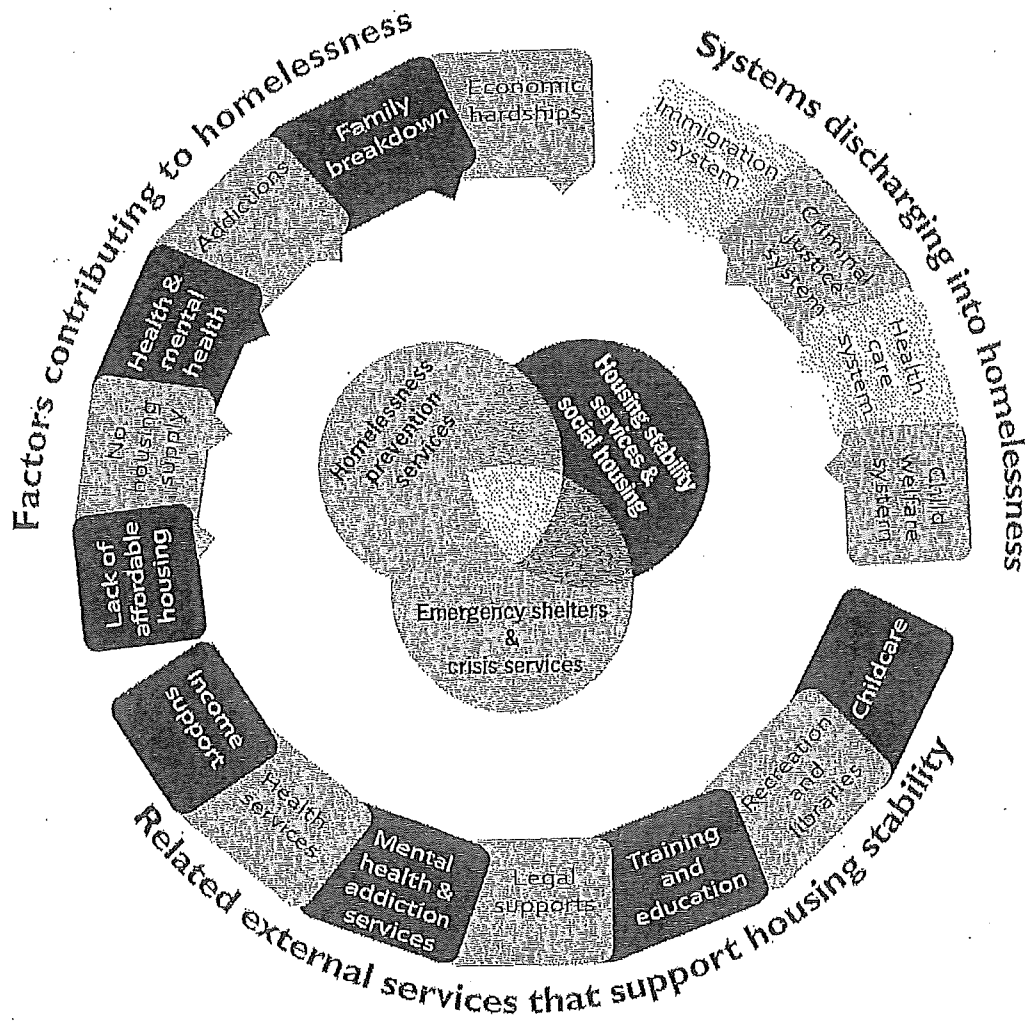 Factors contributing to homelessness
Economic
hardships
Family
breakdown
Addictions
Health &
mental
health
No
housing
supply
Lack of
affordable
housing
Systems discharging into homelessness
Immigration
system
Criminal
justice
system
Health
care
system
Child
welfare
system
Homelessness
prevention
services
Housing stability
services &
social housing
Emergency shelters
&
crisis services
Income
support
Health
services
Mental
health &
addiction
services
Legal
supports
Training
and
education
Recreation
and
libraries
Childcare
Related external services that support housing stability